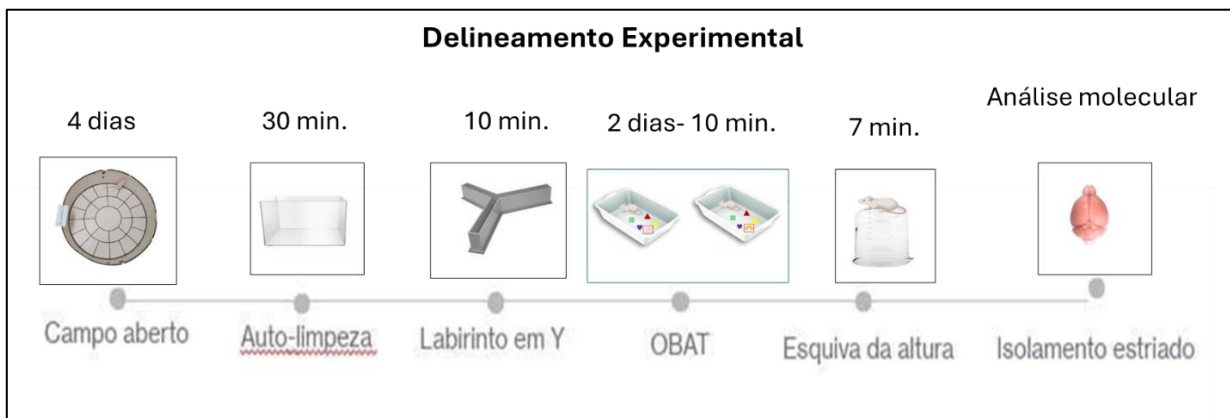 Delineamento Experimental
4 dias
30 min.
10 min.
2 dias- 10 min.
7 min.
Análise molecular
Campo aberto
Auto-limpeza
Labirinto em Y
OBAT
Esquiva da altura
Isolamento estriado